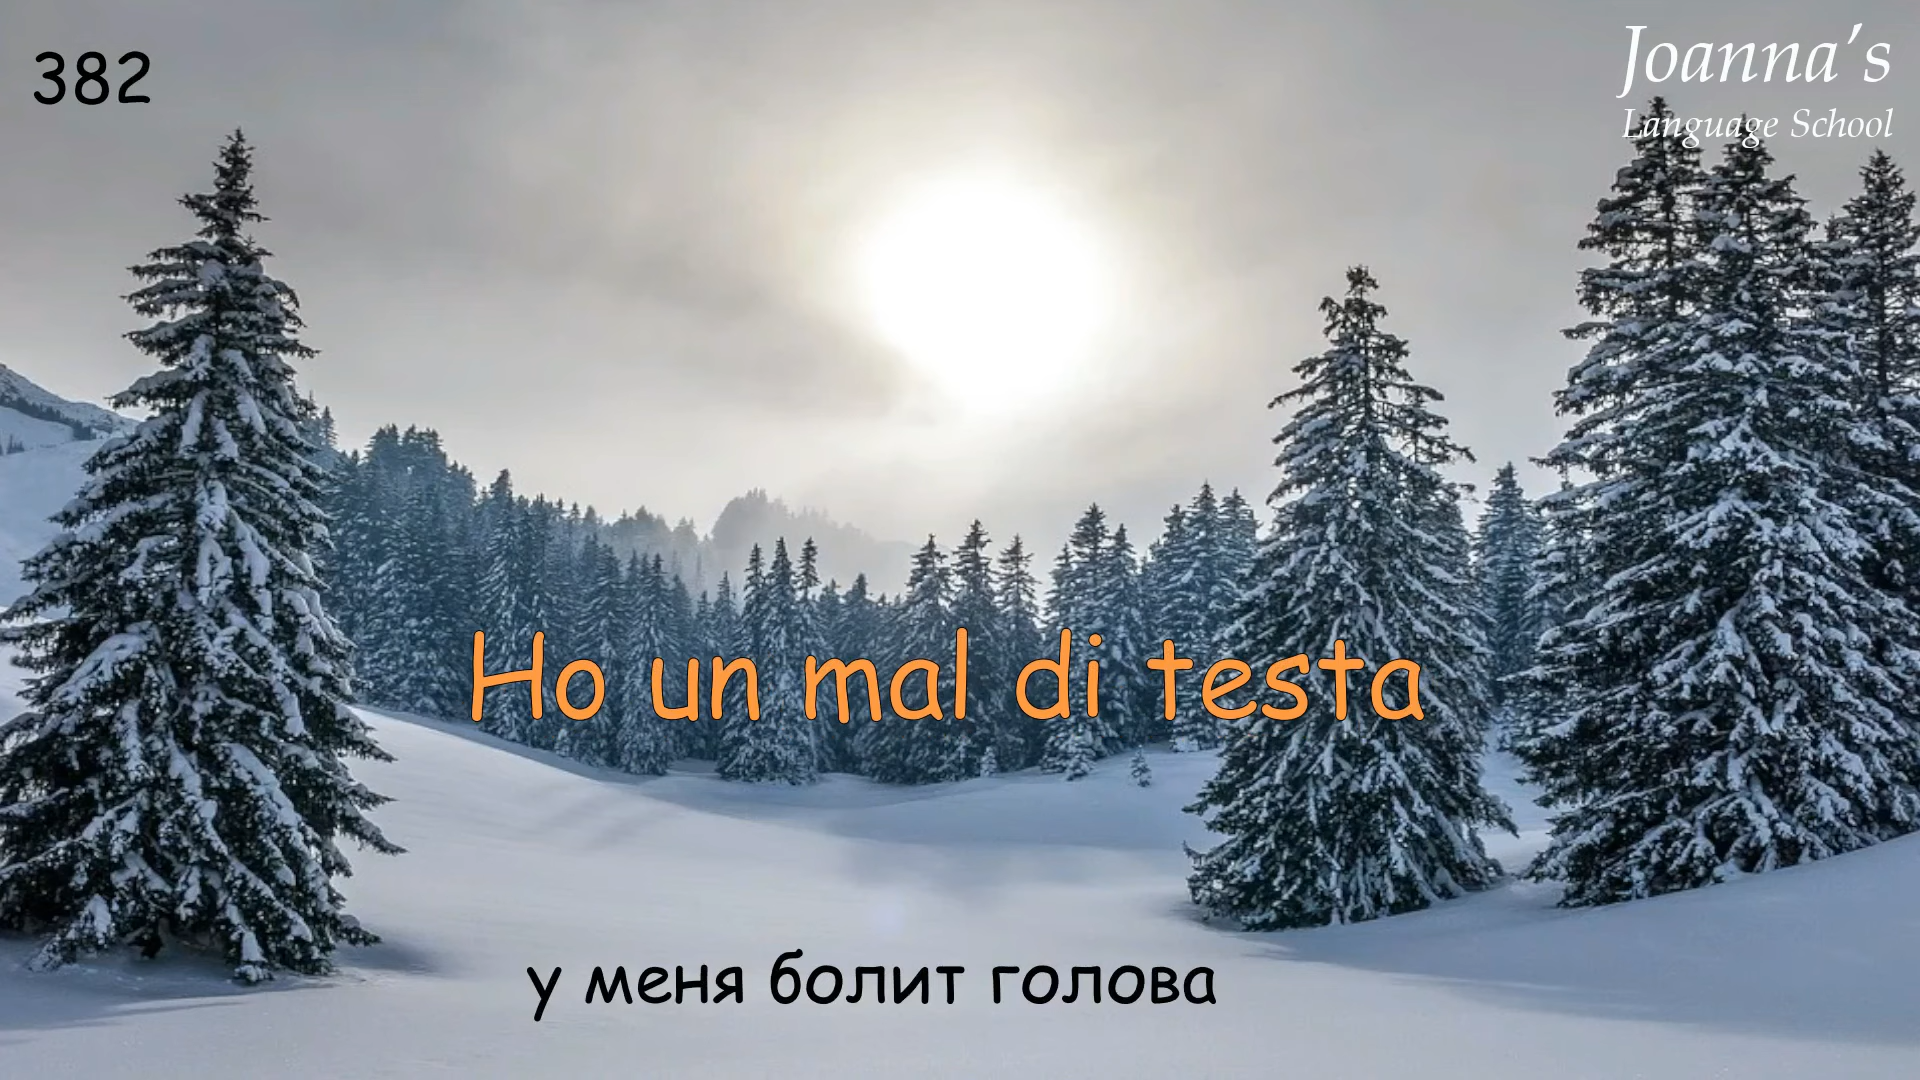 382
Joanna's
Language School
Ho un mal di testa
у меня болит голова